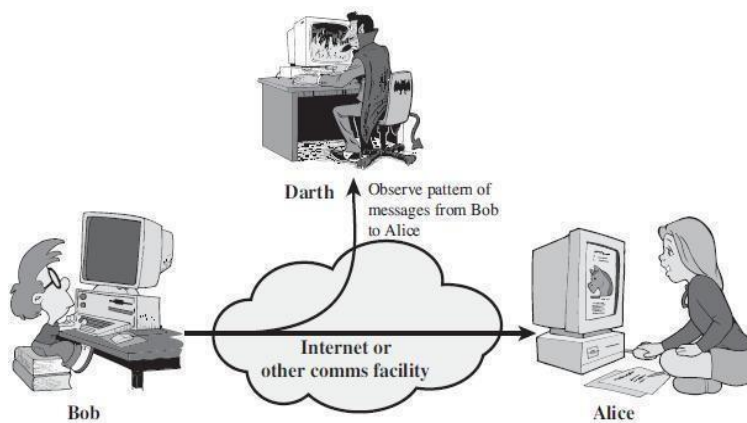 Darth
Observe pattern of
messages from Bob
to Alice
Internet or
other comms facility
Bob
Alice